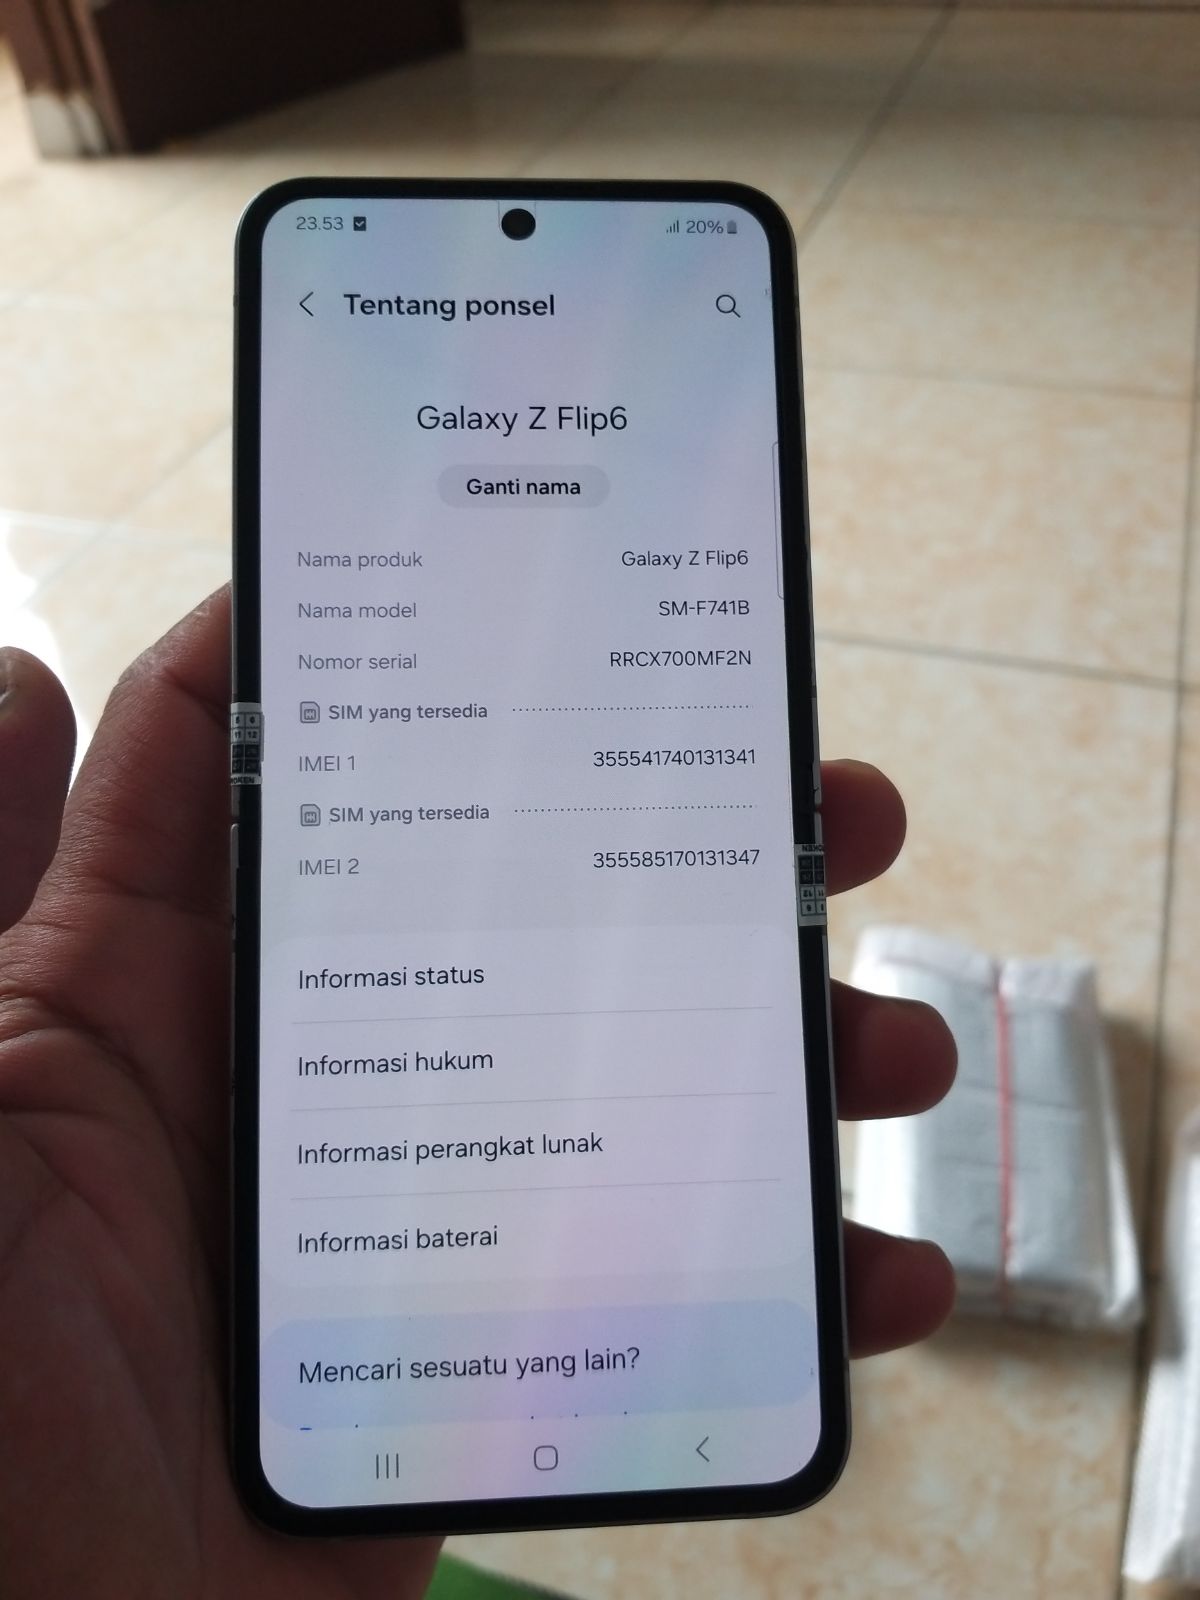 23.53
20%
Tentang ponsel
Galaxy Z Flip6
Ganti nama
Nama produk Galaxy Z Flip6
Nama model SM-F741B
Nomor serial RRCX700MF2N
SIM yang tersedia
IMEI 1 355541740131341
SIM yang tersedia
IMEI 2 355585170131347
Informasi status
Informasi hukum
Informasi perangkat lunak
Informasi baterai
Mencari sesuatu yang lain?